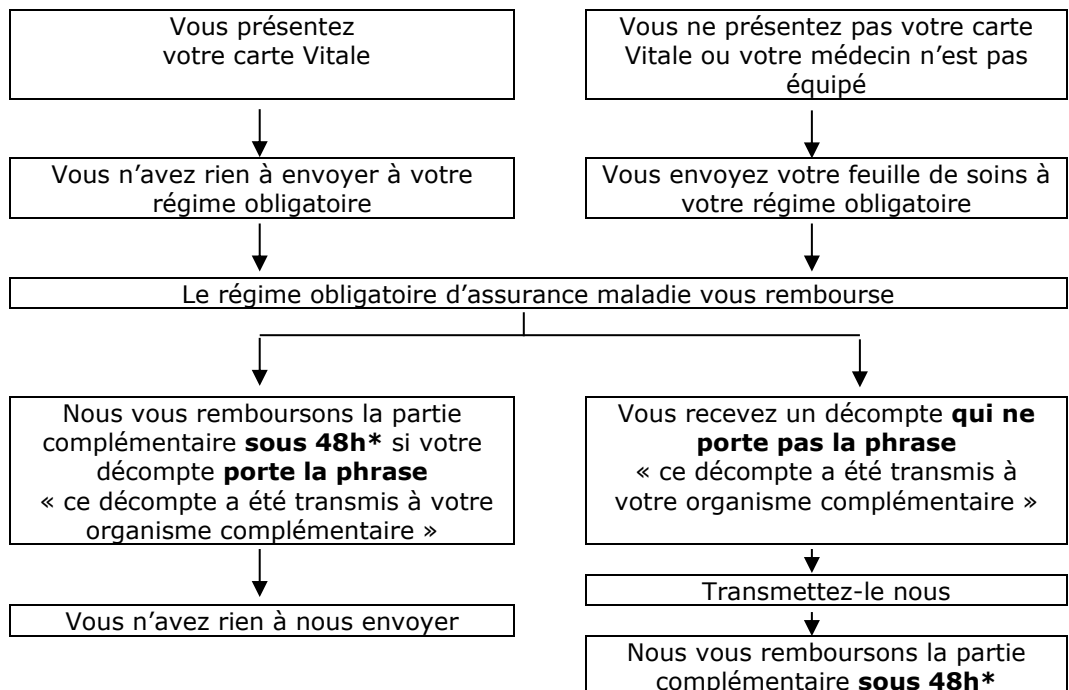 Vous présentez
votre carte Vitale
Vous ne présentez pas votre carte
Vitale ou votre médecin n’est pas
équipé
Vous n’avez rien à envoyer à votre
régime obligatoire
Vous envoyez votre feuille de soins à
votre régime obligatoire
Le régime obligatoire d’assurance maladie vous rembourse
Nous vous remboursons la partie
complémentaire sous 48h* si votre
décompte porte la phrase
« ce décompte a été transmis à votre
organisme complémentaire »
Vous recevez un décompte qui ne
porte pas la phrase
« ce décompte a été transmis à
votre organisme complémentaire »
Vous n’avez rien à nous envoyer
Transmettez-le nous
Nous vous remboursons la partie
complémentaire sous 48h*